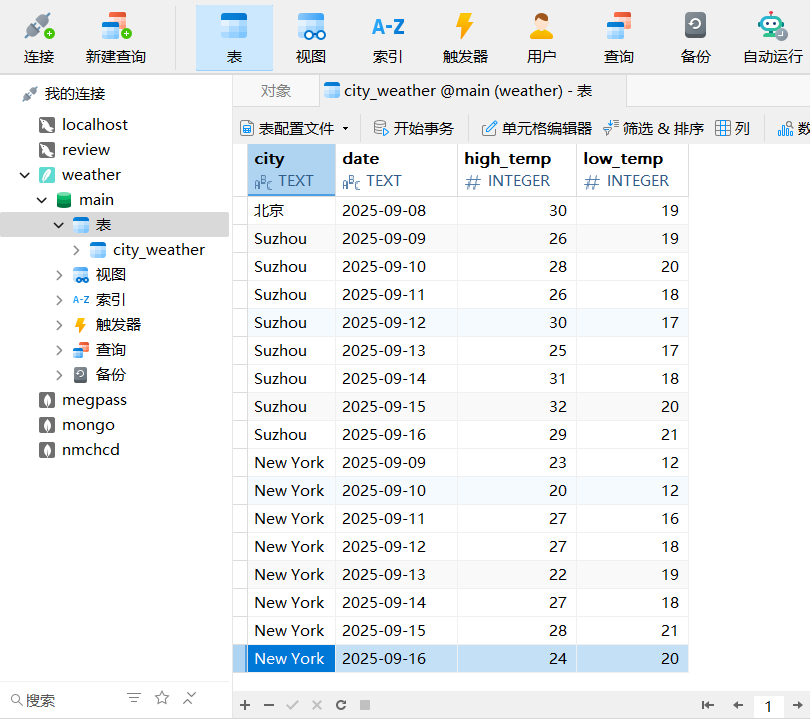 连接 新建查询 表 视图 索引 触发器 用户 查询 备份 自动运行
A-Z
我的连接
localhost
review
weather
main
表
city_weather
视图
A-Z 索引
触发器
查询
备份
megpass
mongo
nmchcd
搜索
对象 city_weather @main (weather) - 表
表配置文件 开始事务 单元格编辑器 筛选 & 排序 列 数
city date high_temp low_temp
ABC TEXT ABC TEXT # INTEGER # INTEGER
北京 2025-09-08 30 19
Suzhou 2025-09-09 26 19
Suzhou 2025-09-10 28 20
Suzhou 2025-09-11 26 18
Suzhou 2025-09-12 30 17
Suzhou 2025-09-13 25 17
Suzhou 2025-09-14 31 18
Suzhou 2025-09-15 32 20
Suzhou 2025-09-16 29 21
New York 2025-09-09 23 12
New York 2025-09-10 20 12
New York 2025-09-11 27 16
New York 2025-09-12 27 18
New York 2025-09-13 22 19
New York 2025-09-14 27 18
New York 2025-09-15 28 21
New York 2025-09-16 24 20
1